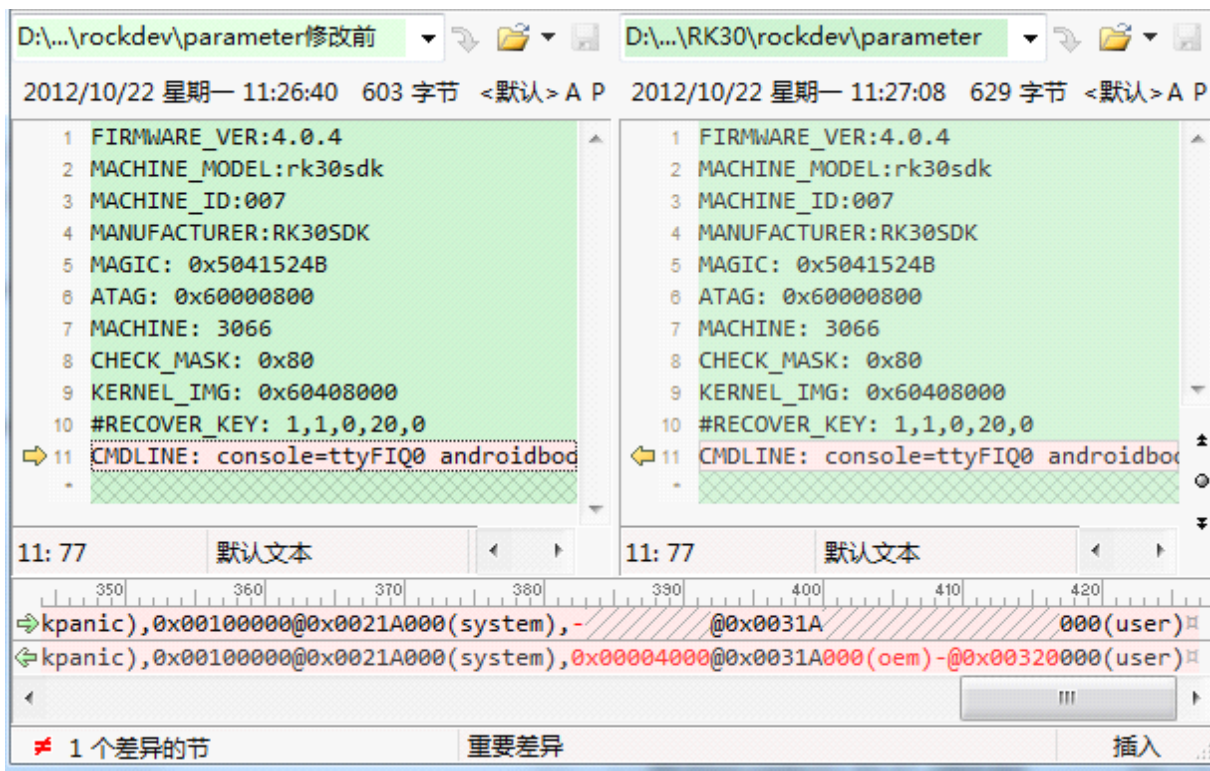 D:\...\rockdev\parameter修改前
D:\...\RK30\rockdev\parameter
2012/10/22 星期一 11:26:40 603 字节 <默认> A P
2012/10/22 星期一 11:27:08 629 字节 <默认> A P
1 FIRMWARE_VER:4.0.4
2 MACHINE_MODEL:rk30sdk
3 MACHINE_ID:007
4 MANUFACTURER:RK30SDK
5 MAGIC: 0x5041524B
6 ATAG: 0x60000800
7 MACHINE: 3066
8 CHECK_MASK: 0x80
9 KERNEL_IMG: 0x60408000
10 #RECOVER_KEY: 1,1,0,20,0
11 CMDLINE: console=ttyFIQ0 androidboo
1 FIRMWARE_VER:4.0.4
2 MACHINE_MODEL:rk30sdk
3 MACHINE_ID:007
4 MANUFACTURER:RK30SDK
5 MAGIC: 0x5041524B
6 ATAG: 0x60000800
7 MACHINE: 3066
8 CHECK_MASK: 0x80
9 KERNEL_IMG: 0x60408000
10 #RECOVER_KEY: 1,1,0,20,0
11 CMDLINE: console=ttyFIQ0 androidboo
11: 77 默认文本
11: 77 默认文本
350 360 370 380 390 400 410 420
kpanic),0x00100000@0x0021A000(system),-@0x0031A000(user)¤
kpanic),0x00100000@0x0021A000(system),0x00004000@0x0031A000(oem)-@0x00320000(user)¤
≠ 1 个差异的节 重要差异 插入